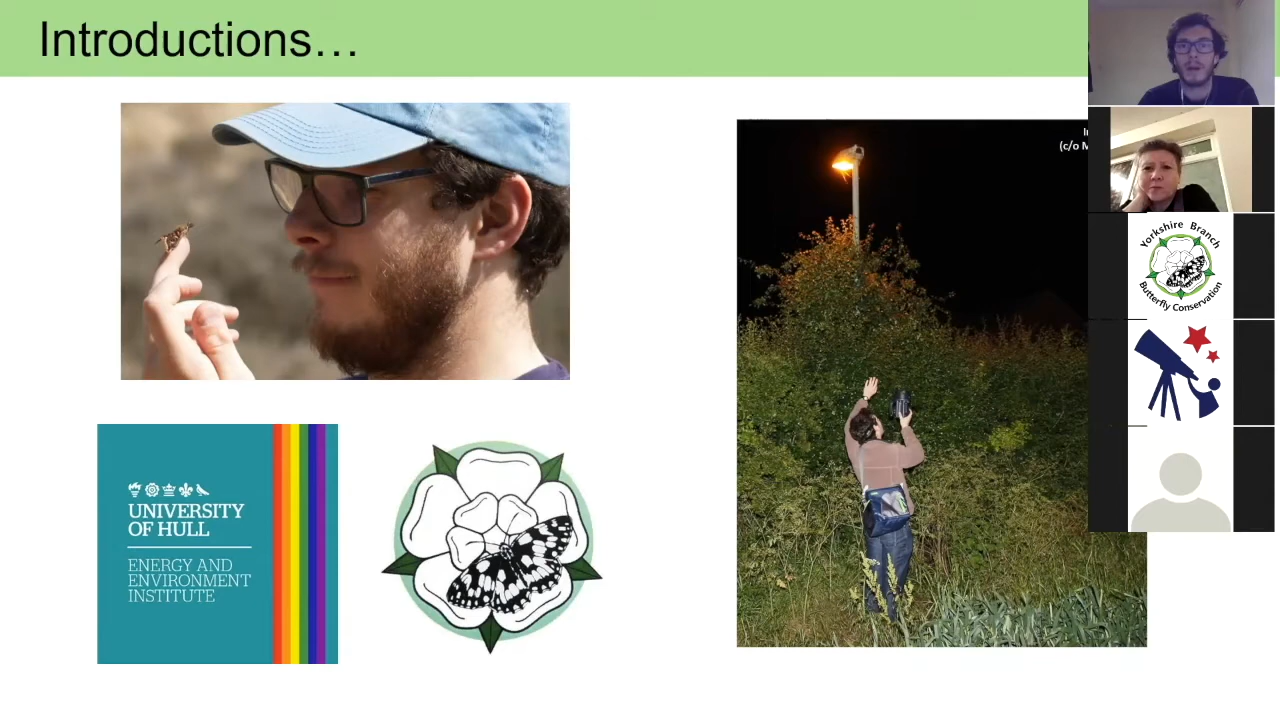 Introductions…
(c/o
UNIVERSITY
OF HULL
ENERGY AND
ENVIRONMENT
INSTITUTE
Yorkshire Branch
Butterfly Conservation